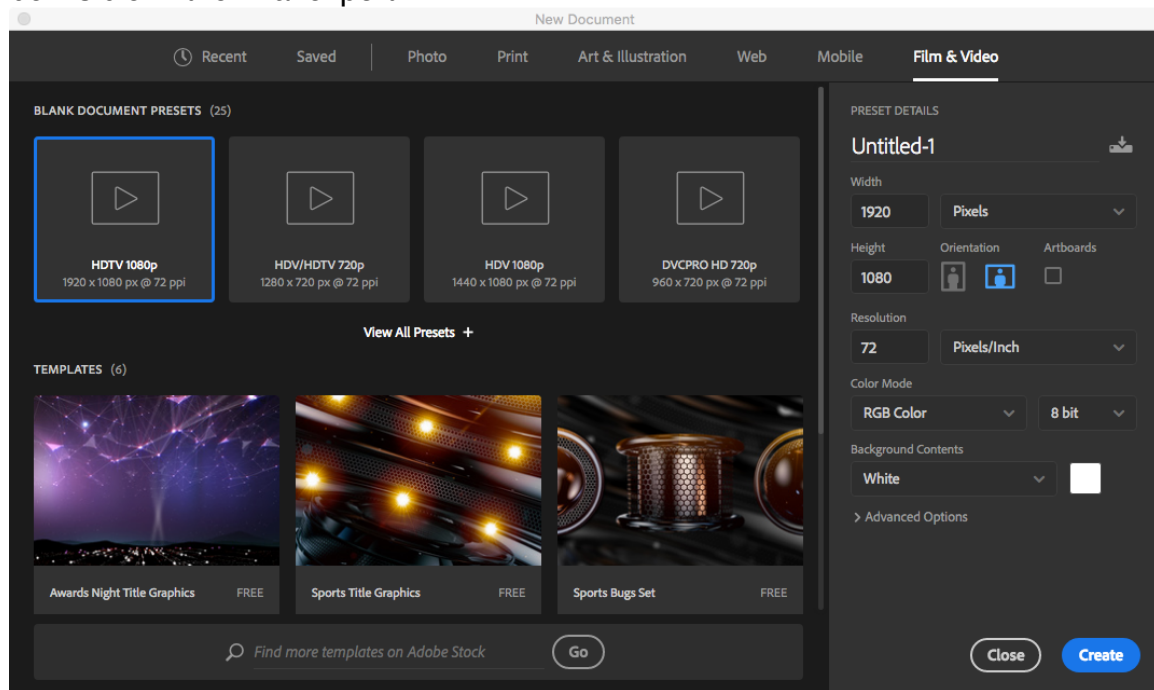 New Document
Recent Saved Photo Print Art & Illustration Web Mobile Film & Video
BLANK DOCUMENT PRESETS (25)
HDTV 1080p
1920 x 1080 px @ 72 ppi
HDV/HDTV 720p
1280 x 720 px @ 72 ppi
HDV 1080p
1440 x 1080 px @ 72 ppi
DVCPRO HD 720p
960 x 720 px @ 72 ppi
View All Presets +
TEMPLATES (6)
Awards Night Title Graphics FREE
Sports Title Graphics FREE
Sports Bugs Set FREE
Find more templates on Adobe Stock Go
PRESET DETAILS
Untitled-1
Width
1920 Pixels
Height Orientation Artboards
1080
Resolution
72 Pixels/Inch
Color Mode
RGB Color 8 bit
Background Contents
White
> Advanced Options
Close Create